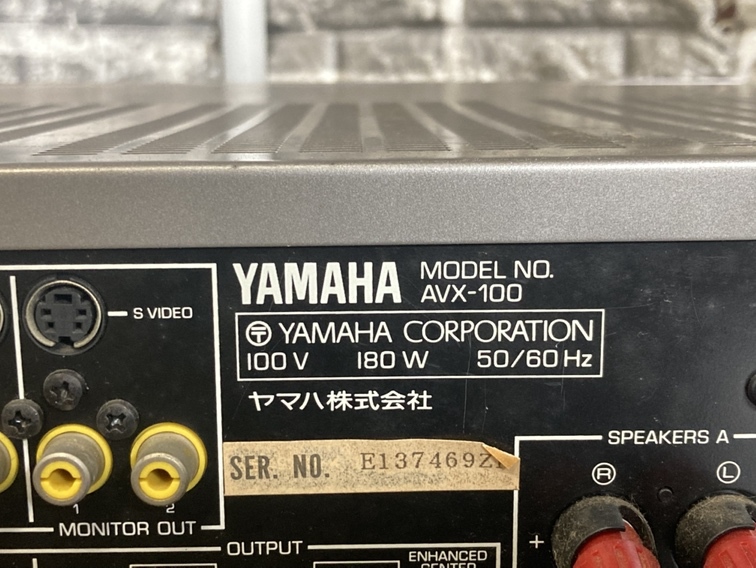 YAMAHA
MODEL NO.
AVX-100
〒 YAMAHA CORPORATION
100 V 180 W 50/60 Hz
ヤマハ株式会社
S VIDEO
SER. NO. E137469Z
1 2
MONITOR OUT
SPEAKERS A
R L
+
OUTPUT
ENHANCED
CENTER